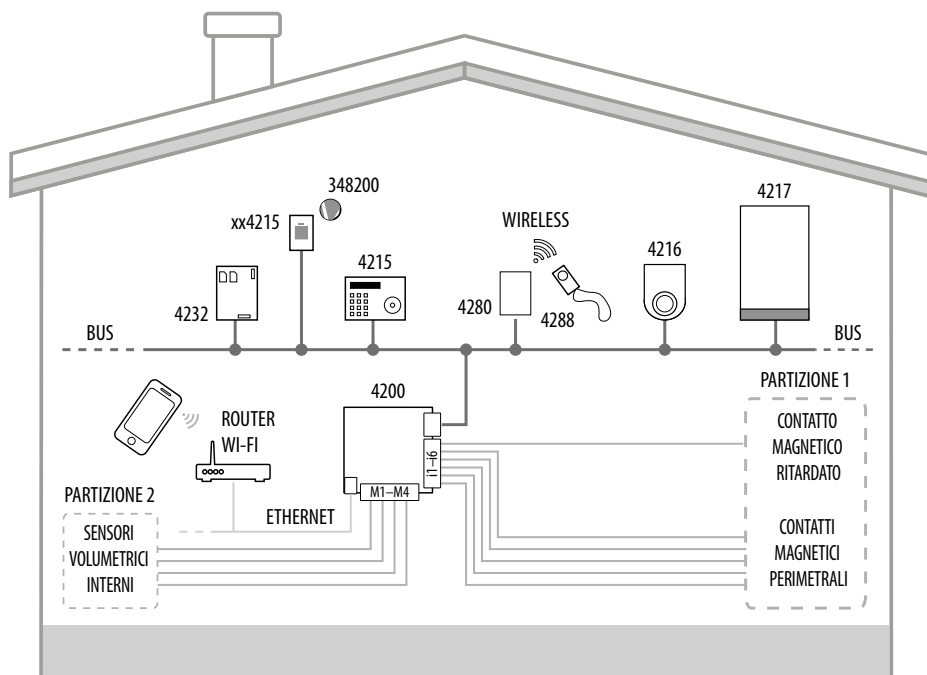 348200
xx4215
4232
4215
WIRELESS
4280
4288
4216
4217
BUS
BUS
4200
i1–i6
M1–M4
ROUTER
WI-FI
ETHERNET
PARTIZIONE 2
SENSORI
VOLUMETRICI
INTERNI
PARTIZIONE 1
CONTATTO
MAGNETICO
RITARDATO
CONTATTI
MAGNETICI
PERIMETRALI